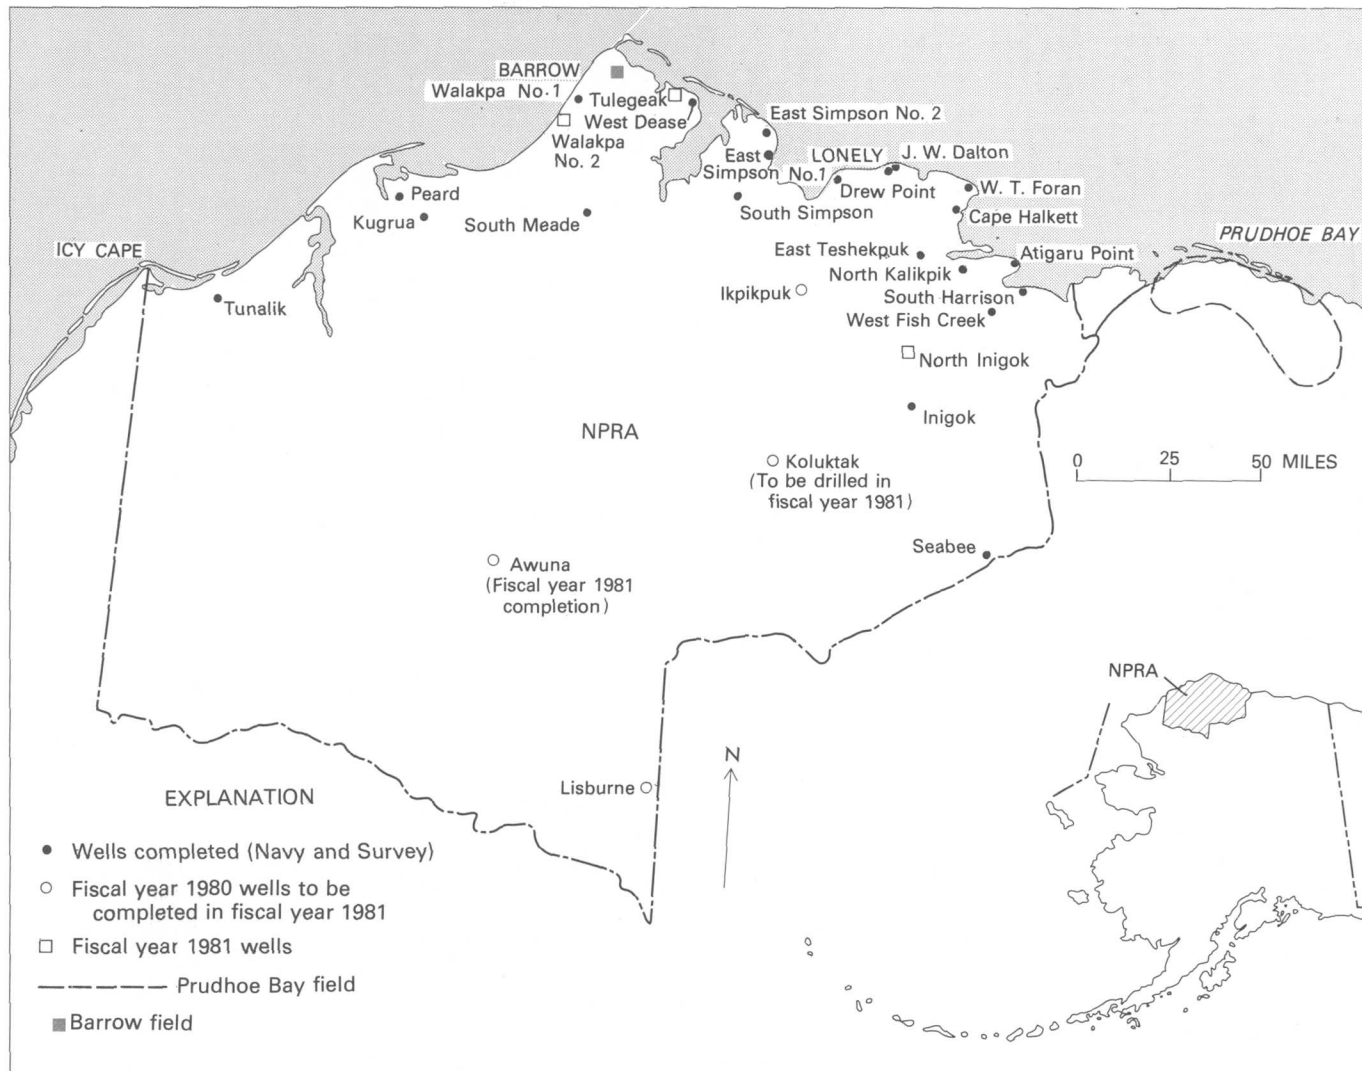 BARROW
Walakpa No. 1
Tulegeak
West Dease
Walakpa
No. 2
East Simpson No. 2
East
Simpson No.1
LONELY
J. W. Dalton
Drew Point
W. T. Foran
Peard
Kugrua
South Meade
South Simpson
Cape Halkett
PRUDHOE BAY
ICY CAPE
East Teshekpuk
Atigaru Point
North Kalikpik
Ikpikpuk
South Harrison
Tunalik
West Fish Creek
North Inigok
NPRA
Inigok
Koluktak
(To be drilled in
fiscal year 1981)
0 25 50 MILES
Seabee
Awuna
(Fiscal year 1981
completion)
NPRA
N
Lisburne
EXPLANATION
Wells completed (Navy and Survey)
Fiscal year 1980 wells to be
completed in fiscal year 1981
Fiscal year 1981 wells
Prudhoe Bay field
Barrow field